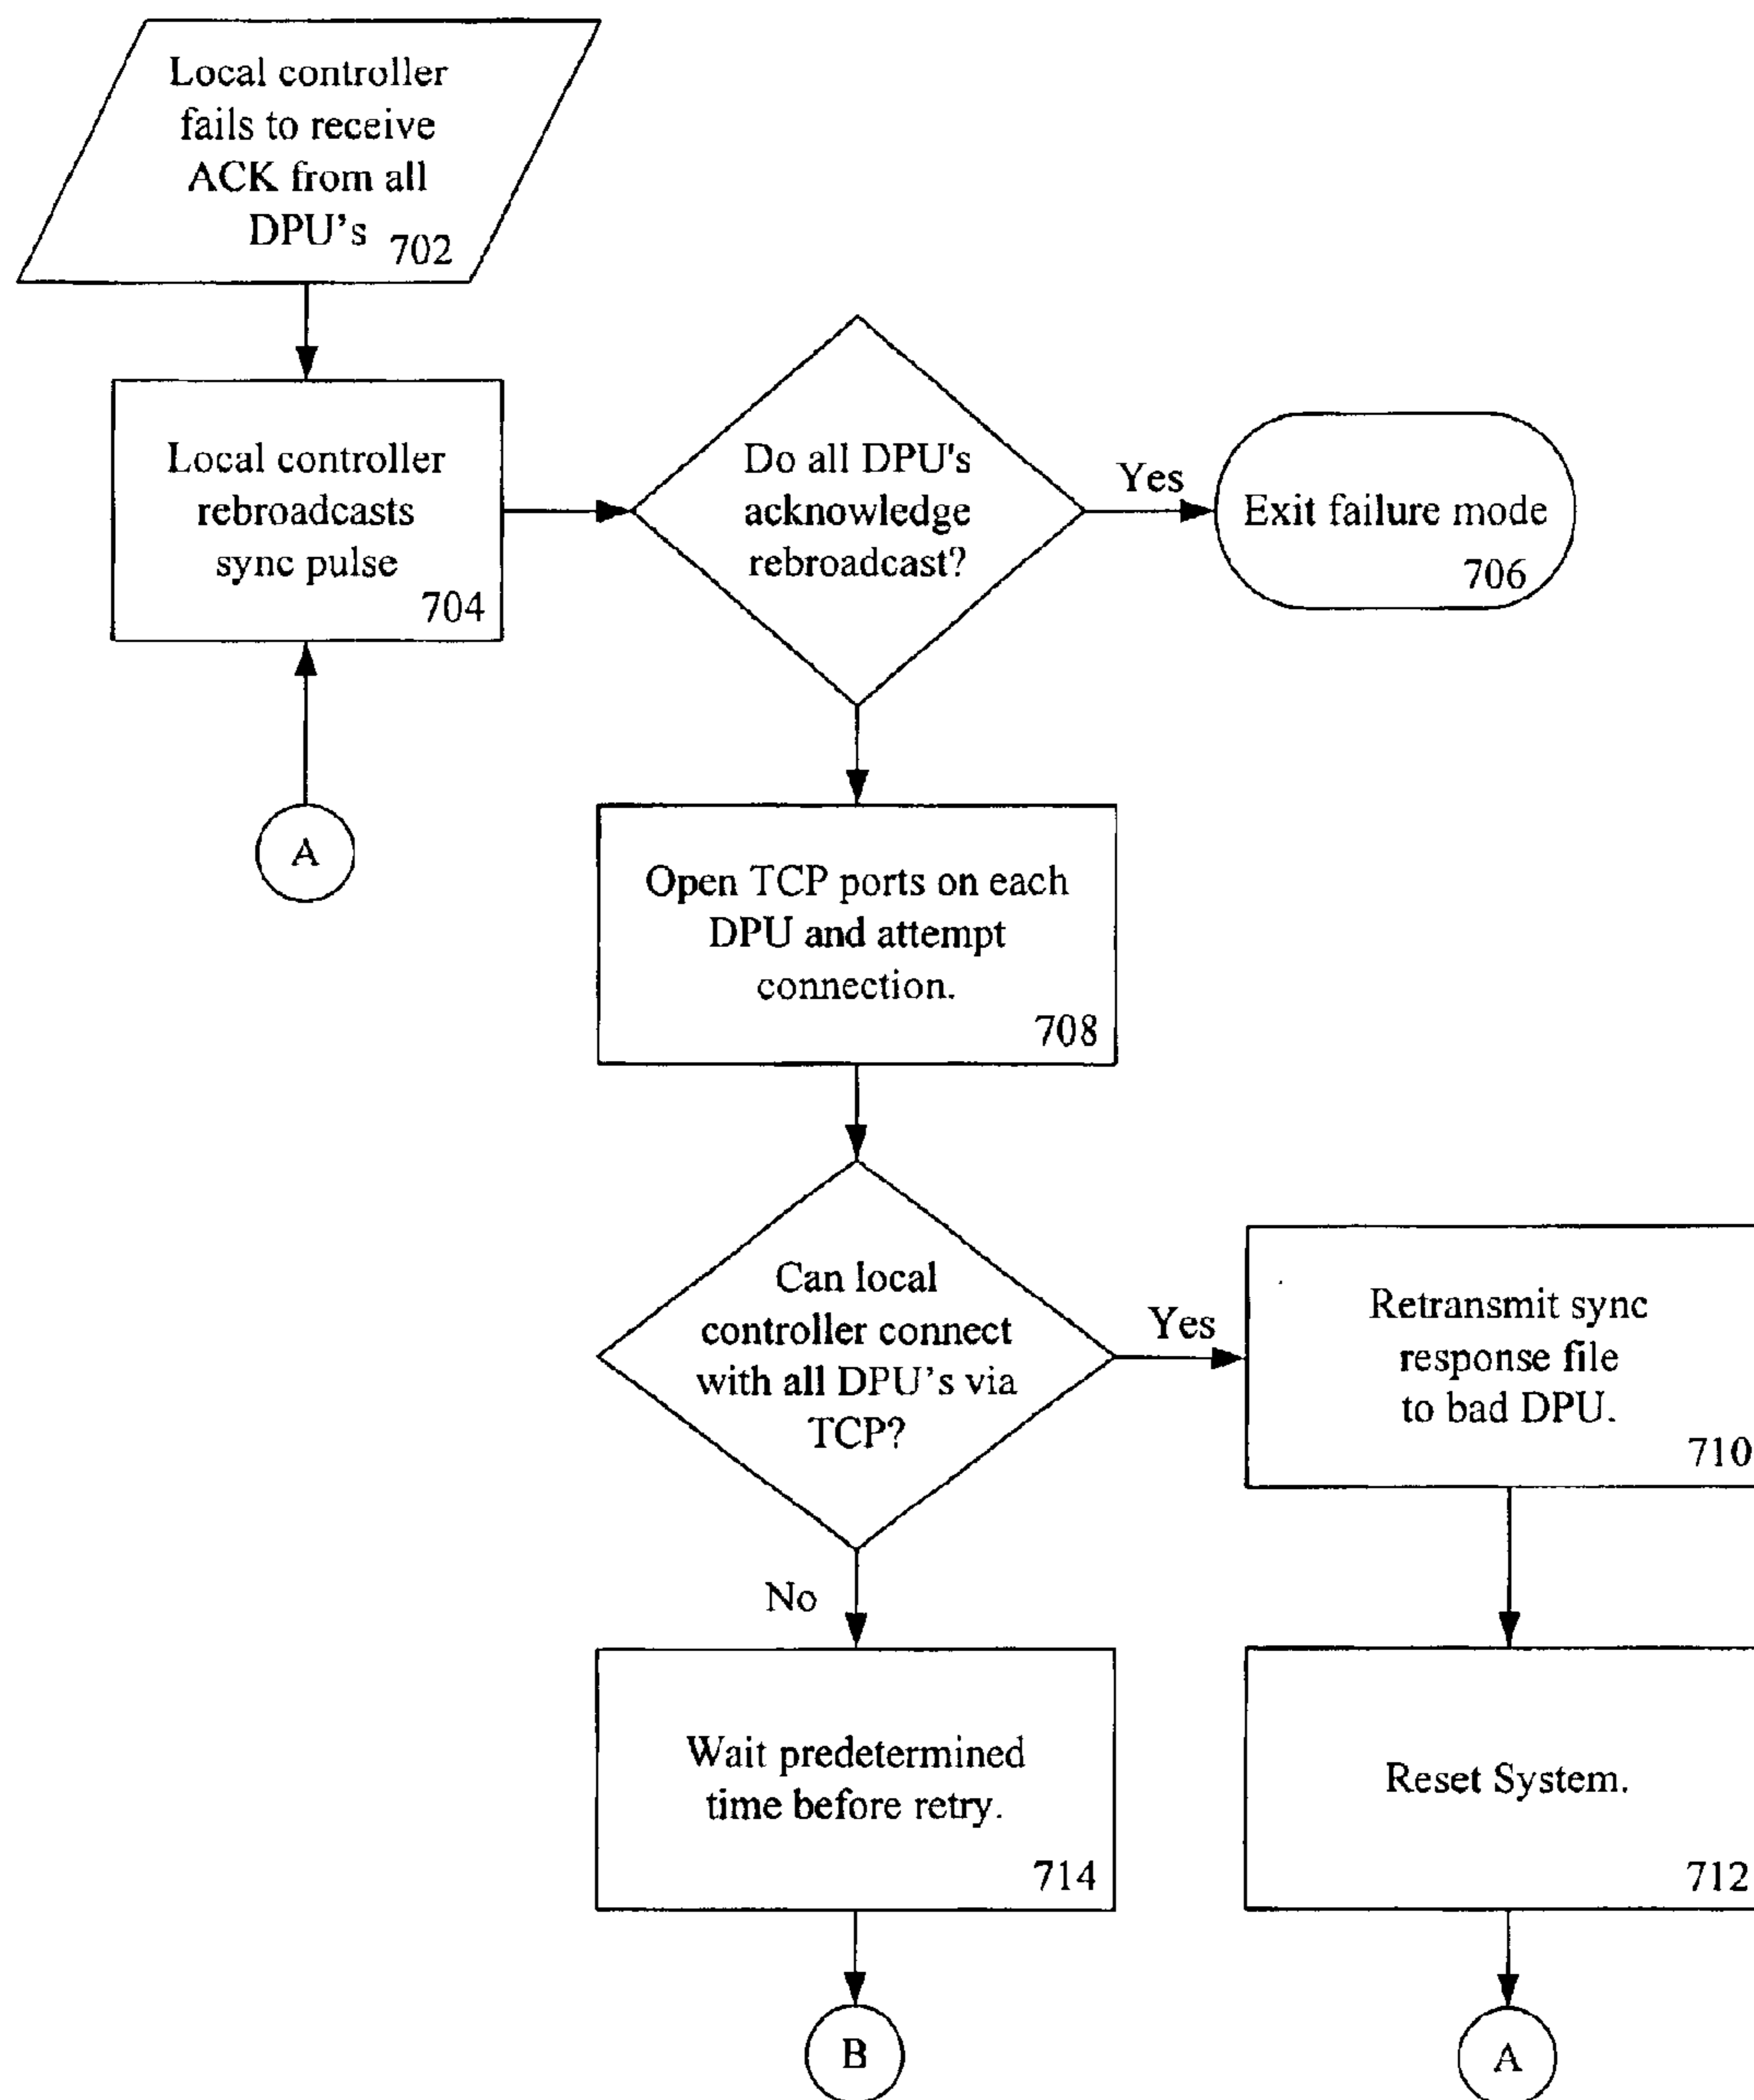 Local controller
fails to receive
ACK from all
DPU's
702
Local controller
rebroadcasts
sync pulse
704
Do all DPU's
acknowledge
rebroadcast?
Yes
Exit failure mode
706
A
Open TCP ports on each
DPU and attempt
connection.
708
Can local
controller connect
with all DPU's via
TCP?
Yes
Retransmit sync
response file
to bad DPU.
710
No
Wait predetermined
time before retry.
714
Reset System.
712
B
A